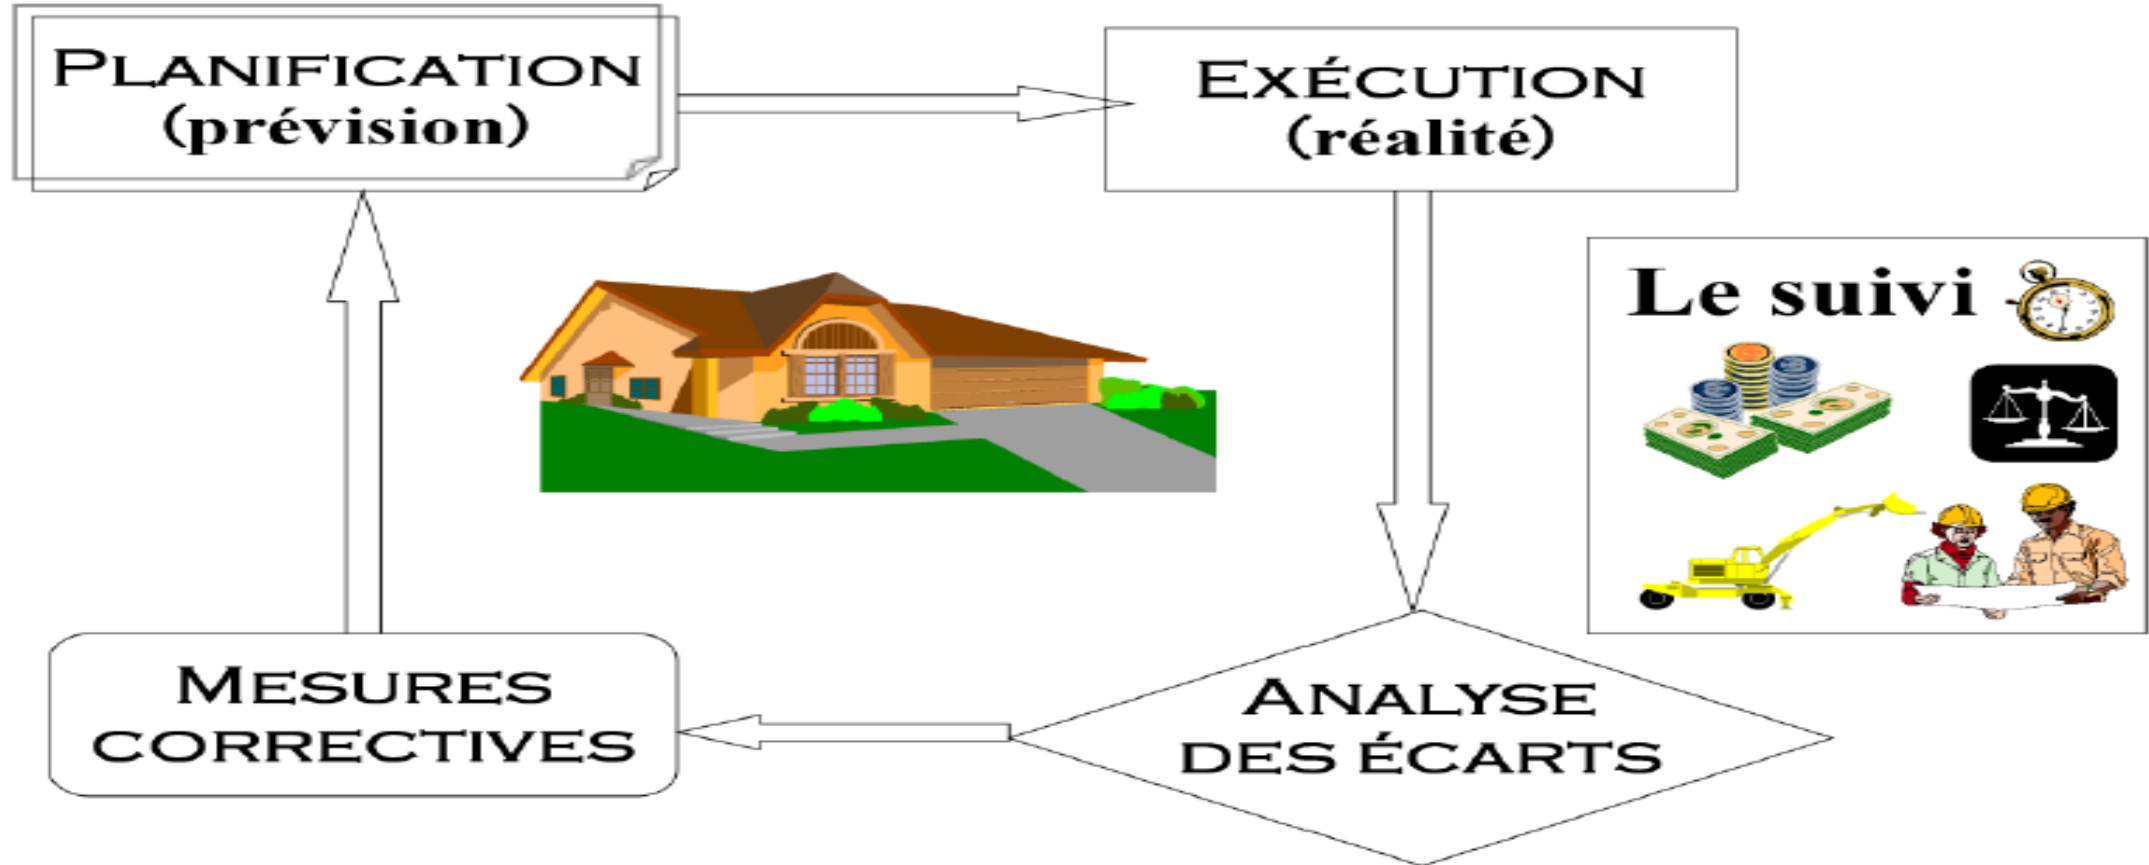 PLANIFICATION
(prévision)
EXÉCUTION
(réalité)
Le suivi
MESURES
CORRECTIVES
ANALYSE
DES ÉCARTS